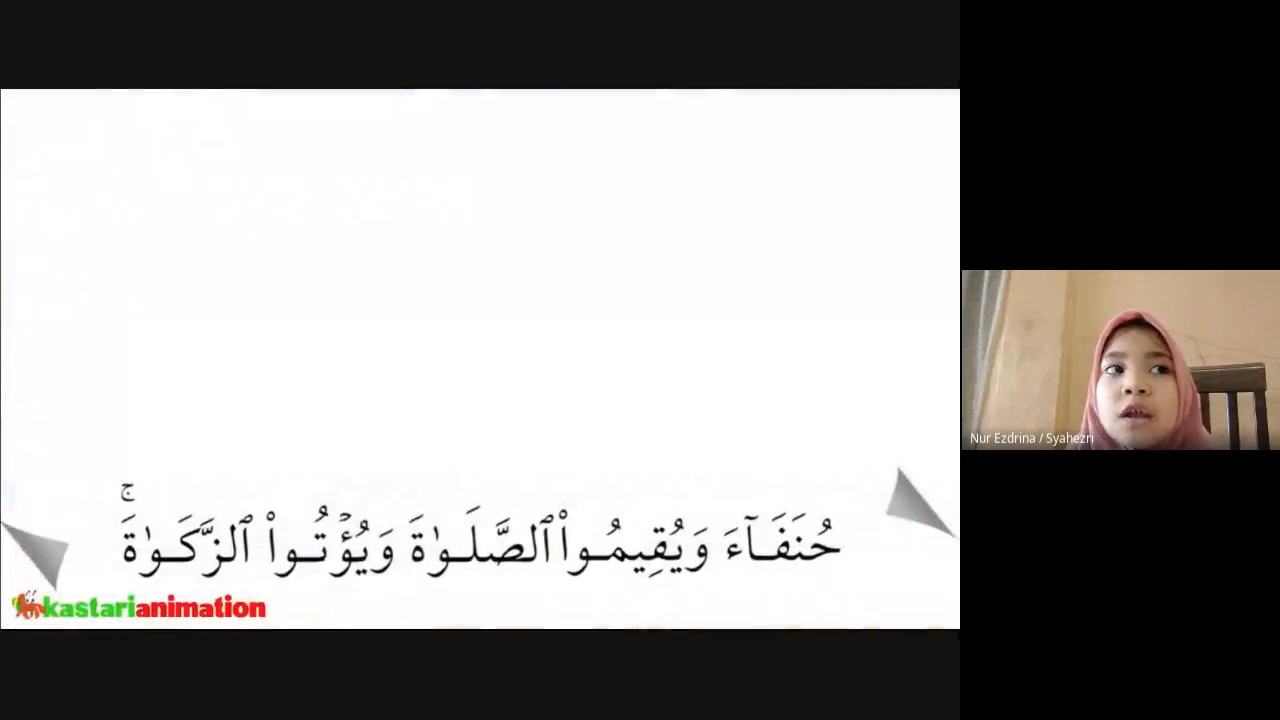 حُنَفَآءَ وَيُقِيمُوا۟ ٱلصَّلَوٰةَ وَيُؤْتُوا۟ ٱلزَّكَوٰةَ ۚ
kastarianimation
Nur Ezdrina / Syahezri